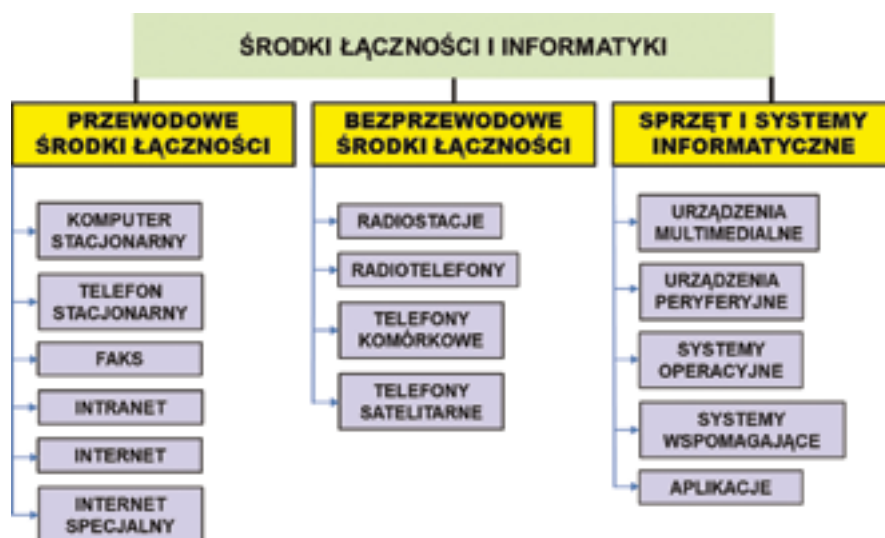 ŚRODKI ŁĄCZNOŚCI I INFORMATYKI
PRZEWODOWE
ŚRODKI ŁĄCZNOŚCI
KOMPUTER
STACJONARNY
TELEFON
STACJONARNY
FAKS
INTRANET
INTERNET
INTERNET
SPECJALNY
BEZPRZEWODOWE
ŚRODKI ŁĄCZNOŚCI
RADIOSTACJE
RADIOTELEFONY
TELEFONY
KOMÓRKOWE
TELEFONY
SATELITARNE
SPRZĘT I SYSTEMY
INFORMATYCZNE
URZĄDZENIA
MULTIMEDIALNE
URZĄDZENIA
PERYFERYJNE
SYSTEMY
OPERACYJNE
SYSTEMY
WSPOMAGAJĄCE
APLIKACJE